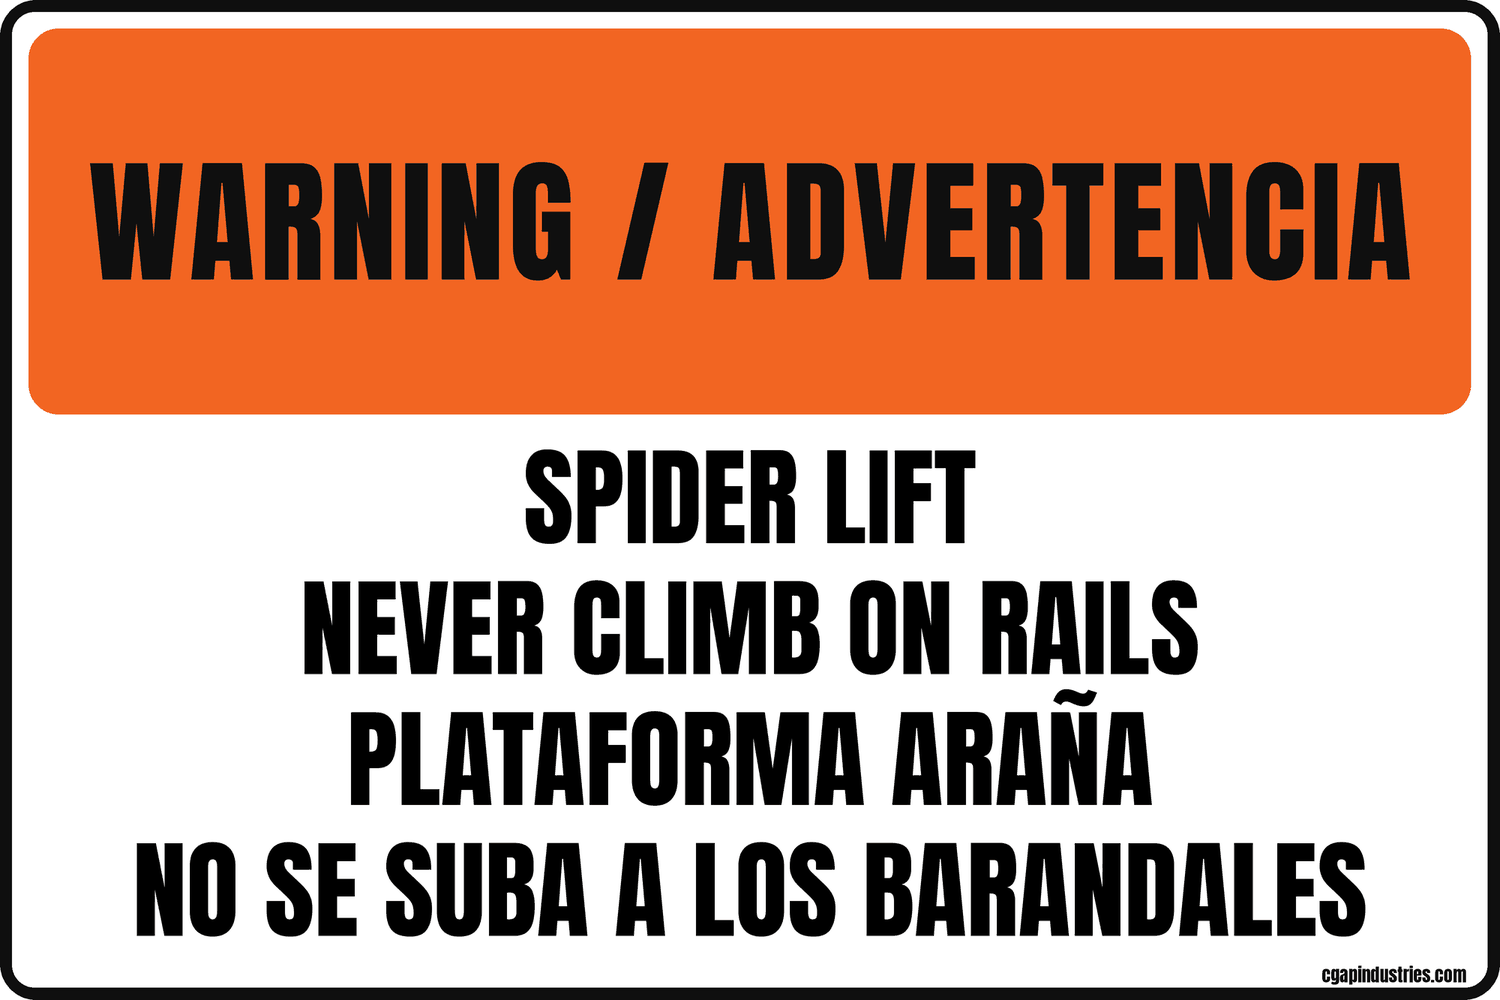 WARNING / ADVERTENCIA
SPIDER LIFT
NEVER CLIMB ON RAILS
PLATAFORMA ARAÑA
NO SE SUBA A LOS BARANDALES
cgapindustries.com